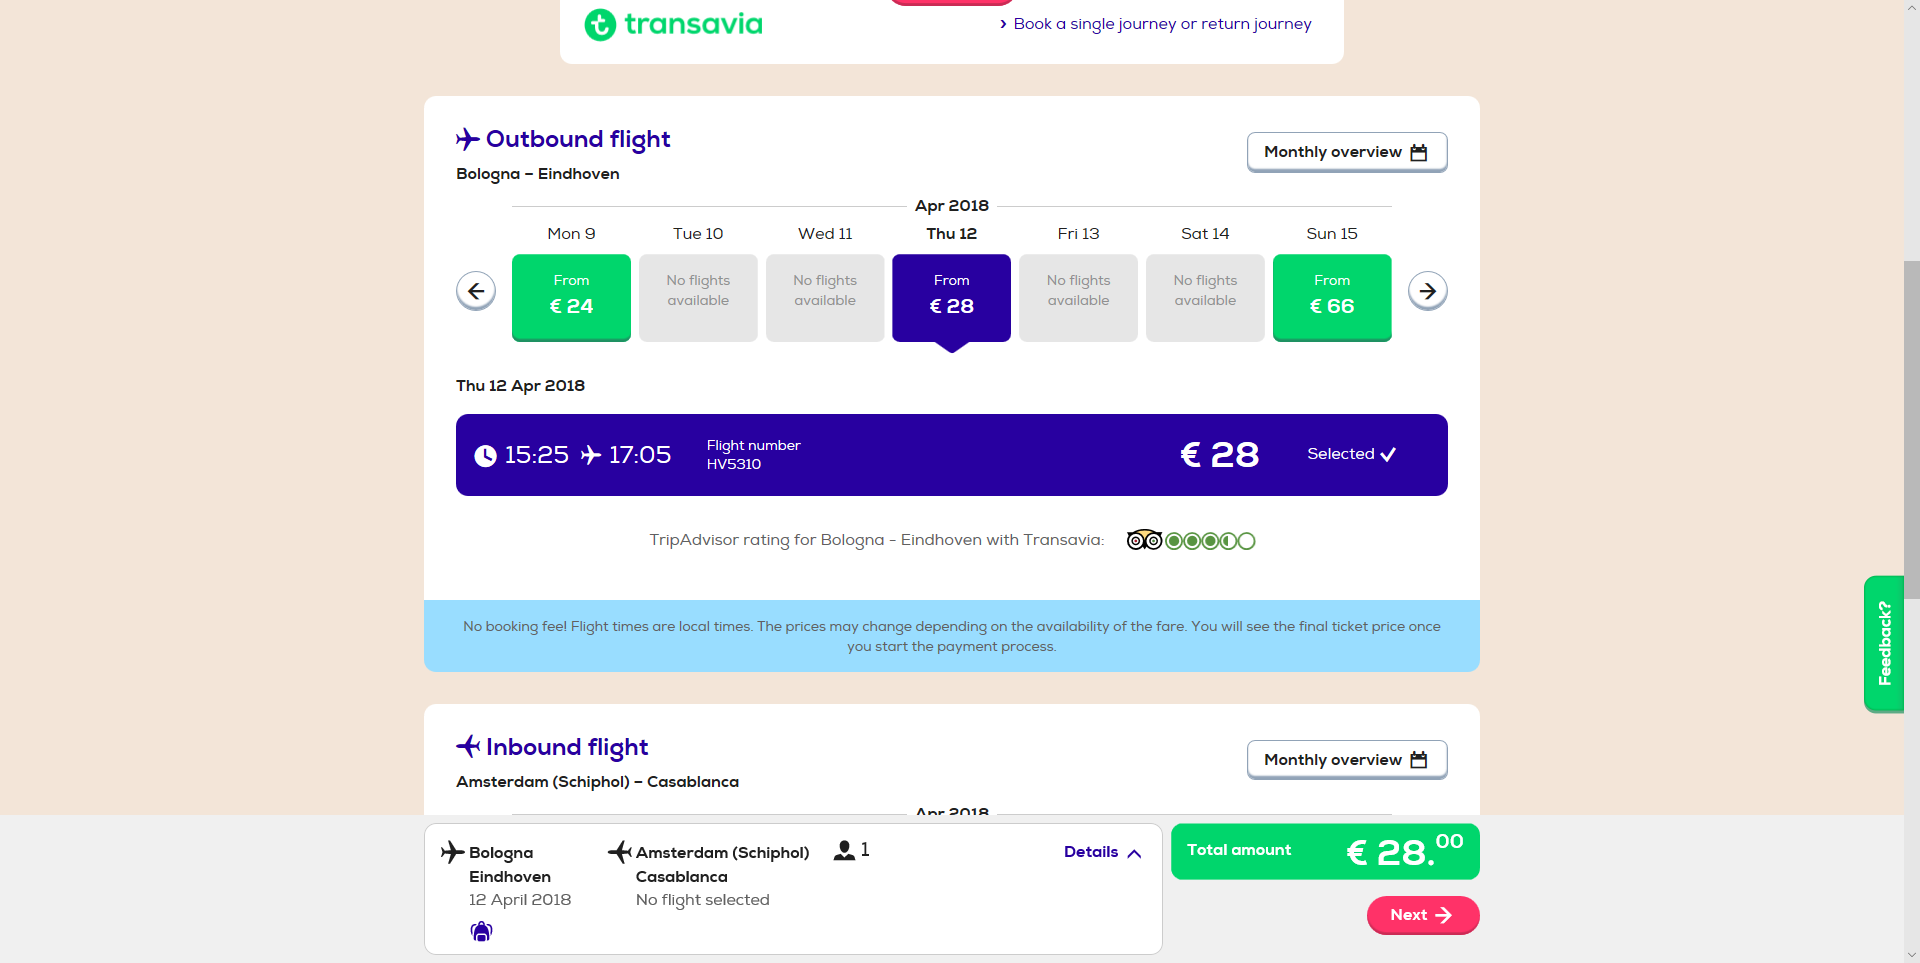 transavia
Book a single journey or return journey
Outbound flight
Monthly overview
Bologna – Eindhoven
Apr 2018
Mon 9
Tue 10
Wed 11
Thu 12
Fri 13
Sat 14
Sun 15
From
€ 24
No flights
available
No flights
available
From
€ 28
No flights
available
No flights
available
From
€ 66
Thu 12 Apr 2018
15:25 17:05
Flight number
HV5310
€ 28
Selected
TripAdvisor rating for Bologna - Eindhoven with Transavia:
No booking fee! Flight times are local times. The prices may change depending on the availability of the fare. You will see the final ticket price once
you start the payment process.
Feedback?
Inbound flight
Monthly overview
Amsterdam (Schiphol) – Casablanca
Apr 2018
Bologna
Eindhoven
12 April 2018
Amsterdam (Schiphol)
Casablanca
No flight selected
1
Details
Total amount
€ 28.00
Next